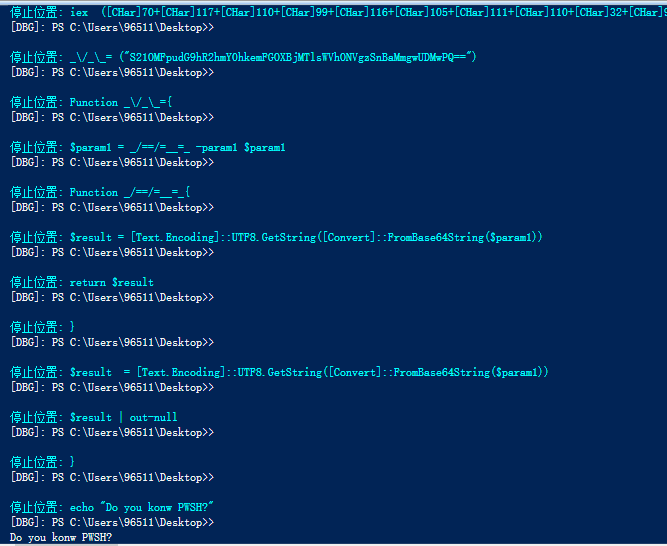 停止位置: iex  ([CHar]70+[CHar]117+[CHar]110+[CHar]99+[CHar]116+[CHar]105+[CHar]111+[CHar]110+[CHar]32+[CHar]9
[DBG]: PS C:\Users\96511\Desktop>>
停止位置: _\/_\_= ("S210MFpudG9hR2hmY0hkemFGOXBjMTlsWVhONVgzSnBaMmgwUDMwPQ==")
[DBG]: PS C:\Users\96511\Desktop>>
停止位置: Function _\/_\_={
[DBG]: PS C:\Users\96511\Desktop>>
停止位置: $param1 = _/==/=__=_ -param1 $param1
[DBG]: PS C:\Users\96511\Desktop>>
停止位置: Function _/==/=__=_{
[DBG]: PS C:\Users\96511\Desktop>>
停止位置: $result = [Text.Encoding]::UTF8.GetString([Convert]::FromBase64String($param1))
[DBG]: PS C:\Users\96511\Desktop>>
停止位置: return $result
[DBG]: PS C:\Users\96511\Desktop>>
停止位置: }
[DBG]: PS C:\Users\96511\Desktop>>
停止位置: $result  = [Text.Encoding]::UTF8.GetString([Convert]::FromBase64String($param1))
[DBG]: PS C:\Users\96511\Desktop>>
停止位置: $result | out-null
[DBG]: PS C:\Users\96511\Desktop>>
停止位置: }
[DBG]: PS C:\Users\96511\Desktop>>
停止位置: echo "Do you konw PWSH?"
[DBG]: PS C:\Users\96511\Desktop>>
Do you konw PWSH?